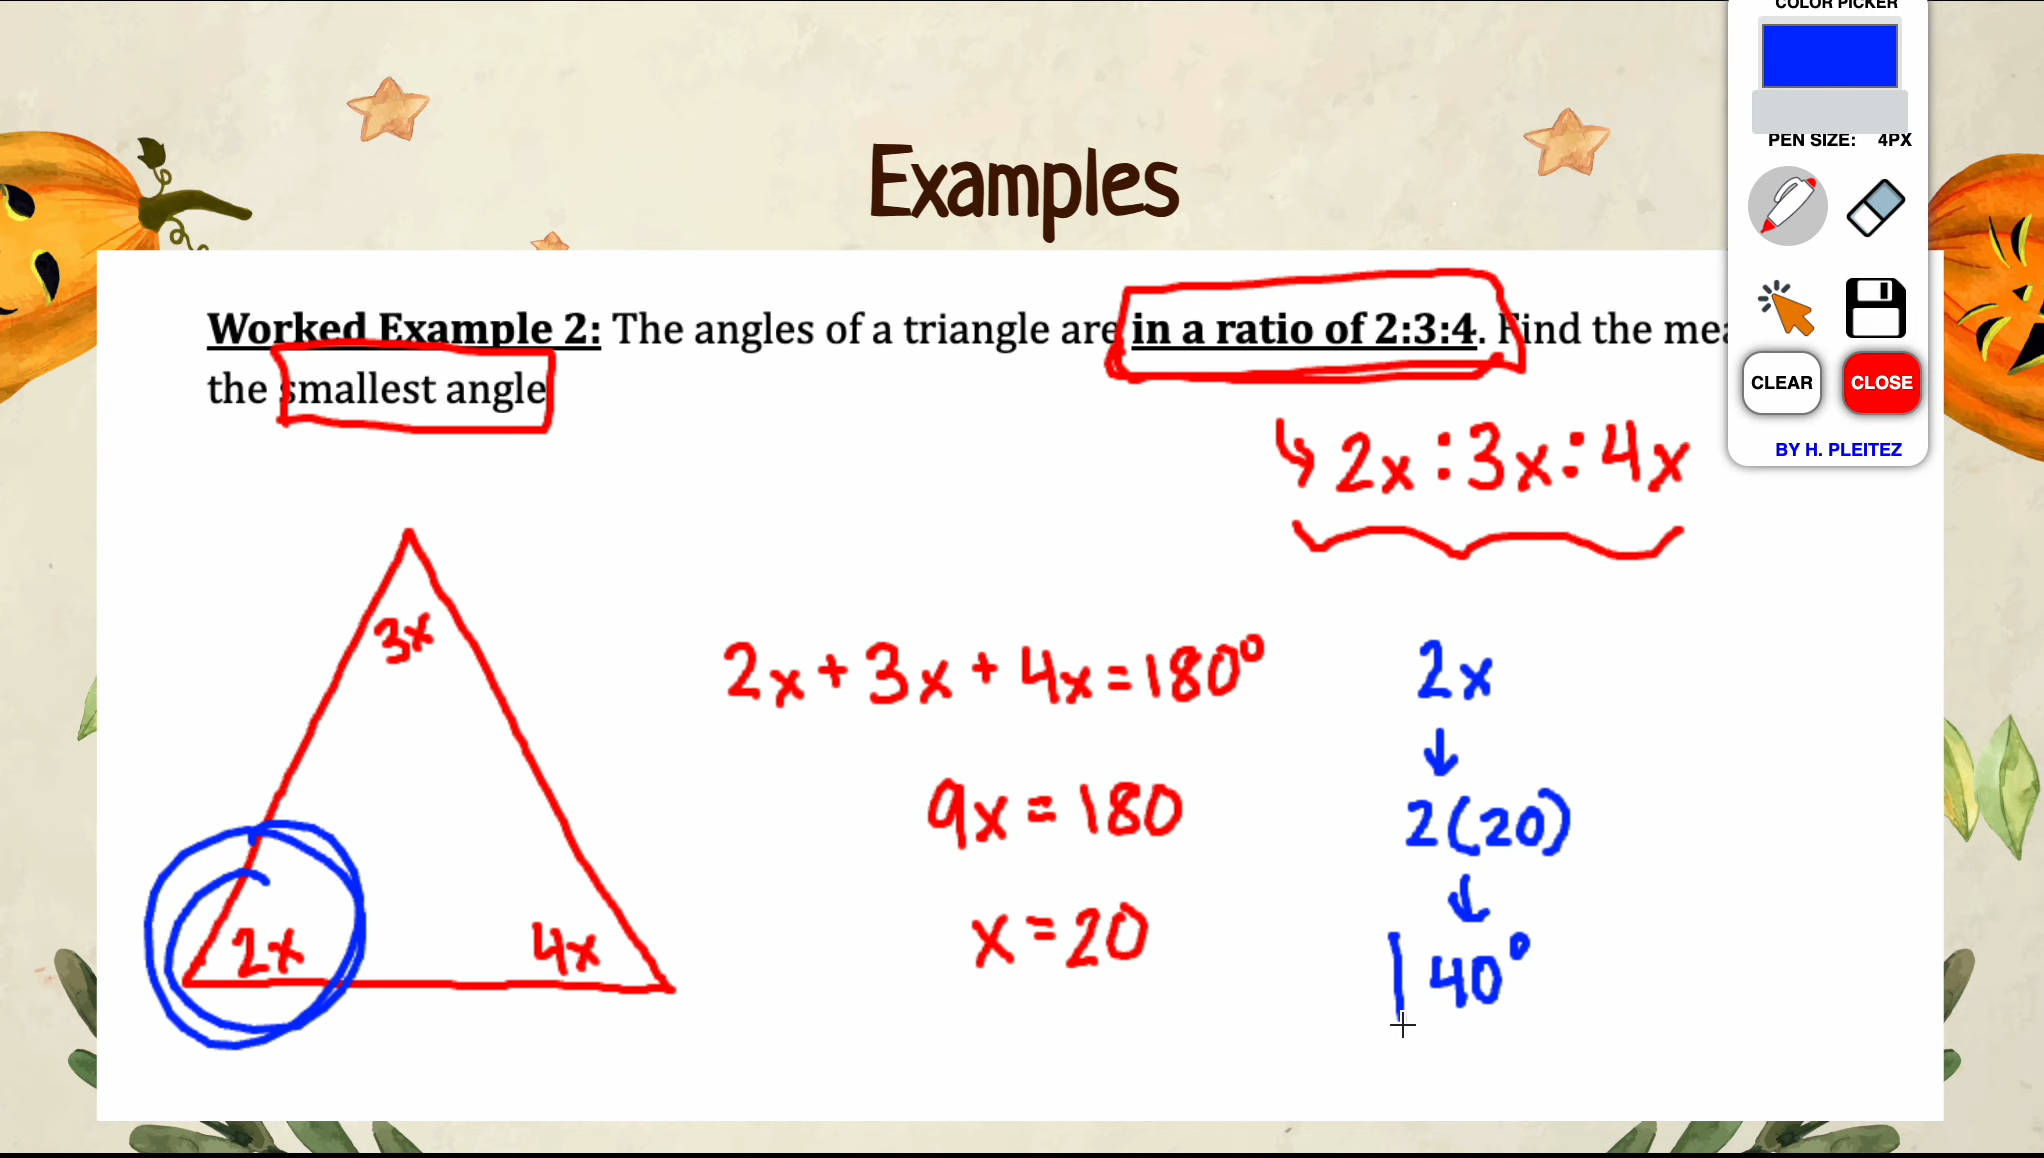 COLOR PICKER
PEN SIZE: 4PX
CLEAR
CLOSE
BY H. PLEITEZ
Examples
Worked Example 2: The angles of a triangle are in a ratio of 2:3:4. Find the
the smallest angle
2x : 3x : 4x
3x
2x
4x
2x + 3x + 4x = 180°
9x = 180
x = 20
2x
2(20)
40°